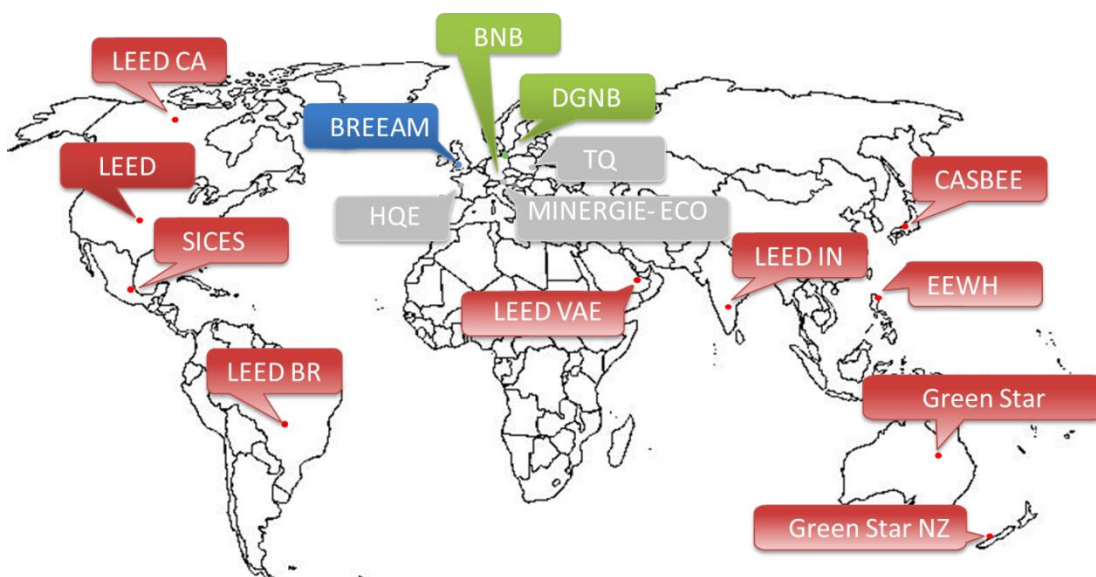 BNB
LEED CA
DGNB
BREEAM
TQ
LEED
CASBEE
HQE
MINERGIE- ECO
SICES
LEED IN
EEWH
LEED VAE
LEED BR
Green Star
Green Star NZ